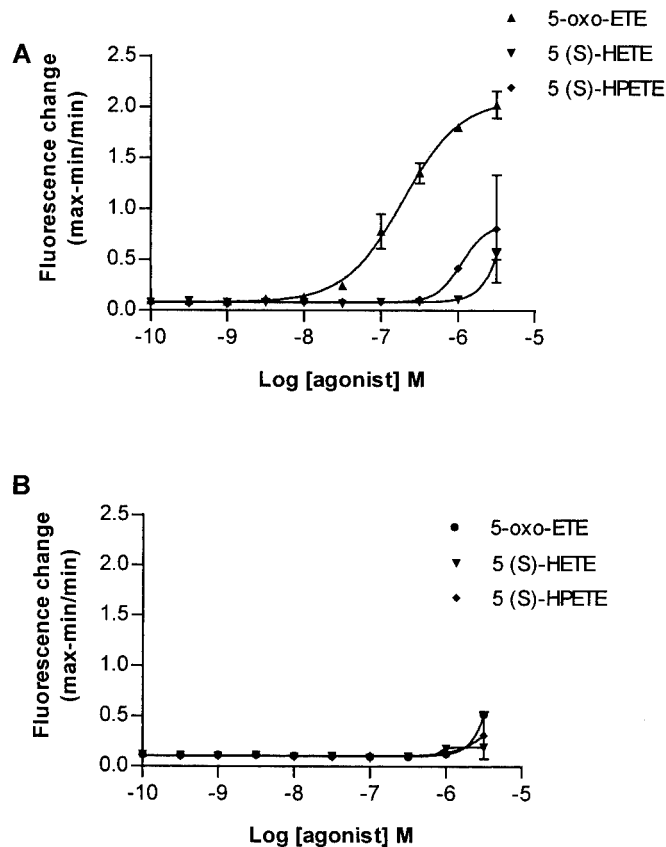 A
5-oxo-ETE
5 (S)-HETE
5 (S)-HPETE
Fluorescence change
(max-min/min)
2.5
2.0
1.5
1.0
0.5
0.0
-10 -9 -8 -7 -6 -5
Log [agonist] M
B
5-oxo-ETE
5 (S)-HETE
5 (S)-HPETE
Fluorescence change
(max-min/min)
2.5
2.0
1.5
1.0
0.5
0.0
-10 -9 -8 -7 -6 -5
Log [agonist] M